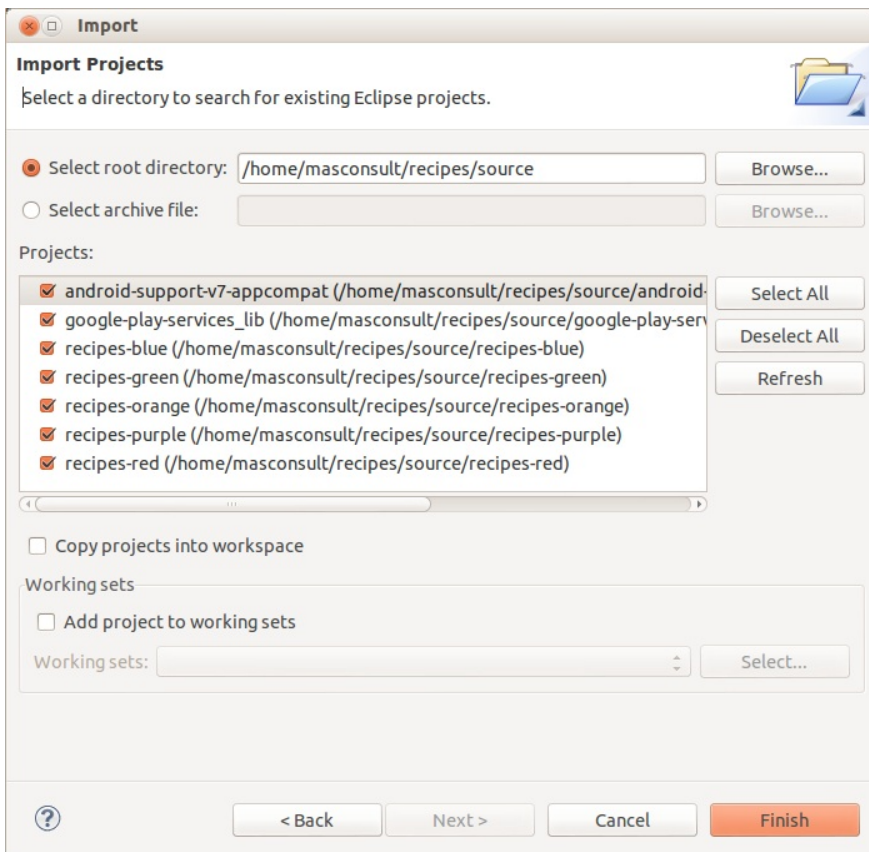 Import
Import Projects
Select a directory to search for existing Eclipse projects.
Select root directory: /home/masconsult/recipes/source Browse...
Select archive file: Browse...
Projects:
android-support-v7-appcompat (/home/masconsult/recipes/source/android- Select All
google-play-services_lib (/home/masconsult/recipes/source/google-play-serv Deselect All
recipes-blue (/home/masconsult/recipes/source/recipes-blue)
recipes-green (/home/masconsult/recipes/source/recipes-green) Refresh
recipes-orange (/home/masconsult/recipes/source/recipes-orange)
recipes-purple (/home/masconsult/recipes/source/recipes-purple)
recipes-red (/home/masconsult/recipes/source/recipes-red)
Copy projects into workspace
Working sets
Add project to working sets
Working sets: Select...
? < Back Next > Cancel Finish